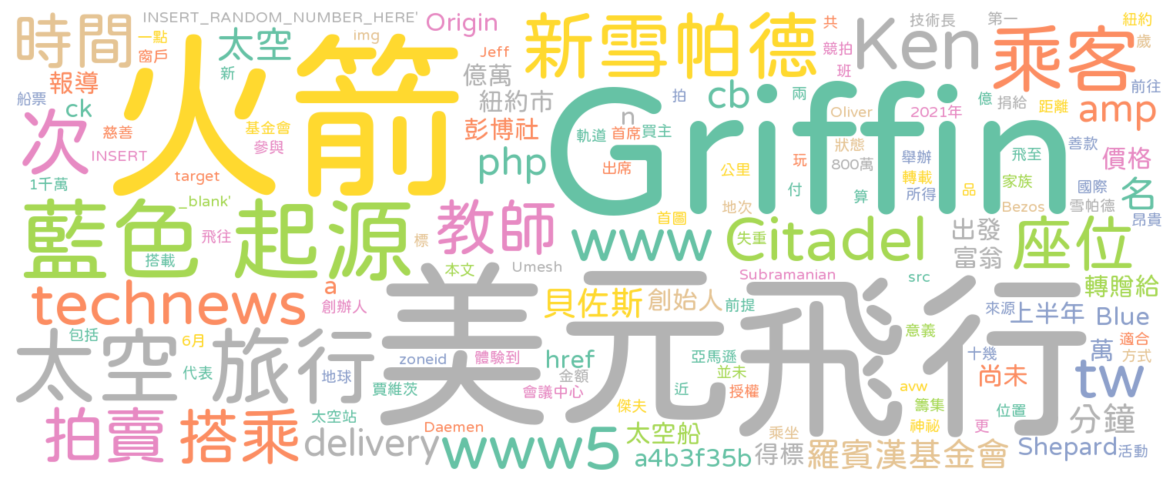 INSERT_RANDOM_NUMBER_HERE'
Origin
新雪帕德
共
技術長
第一
紐約
時間
一點
窗戶
太空
img
Jeff
競拍
Ken
乘客
歲
新
億萬
班
報導
火箭
Griffin
紐約市
拍
cb
兩
億
捐給
距離
前往
amp
船票
ck
慈善
次
基金會
參與
彭博社
n
軌道
首席
買主
Oliver
2021年
狀態
善款
INSERT
php
出席
公里
玩
800萬
舉辦
飛至
價格
1千萬
target
付
算
轉載
所得
品
家族
國際
名
雪帕德
_blank'
藍色
起源
教師
首圖
地次
Bezos
昂貴
飛往
標
www
失重
Citadel
出發
座位
搭載
本文
Umesh
富翁
Subramanian
src
轉贈給
technews
a
創辦人
美元
飛行
貝佐斯
創始人
前提
來源
上半年
Blue
包括
6月
意義
適合
太空
旅行
代表
地球
zoneid
體驗到
href
亞馬遜
十幾
萬
方式
賈維茨
金額
會議中心
近
並未
授權
avw
尚未
tw
籌集
傑夫
位置
分鐘
拍賣
搭乘
太空站
Daemen
太空船
乘坐
神秘
更
delivery
www5
a4b3f35b
得標
羅賓漢基金會
Shepard
活動